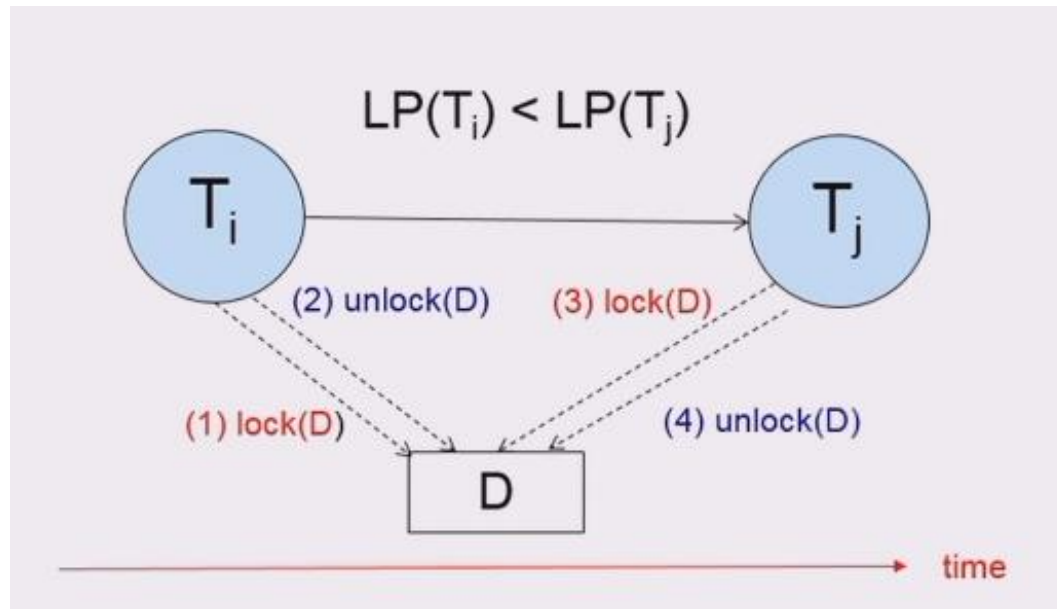 LP(Tᵢ) < LP(Tⱼ)
Tᵢ
Tⱼ
(2) unlock(D)
(3) lock(D)
(1) lock(D)
(4) unlock(D)
D
time